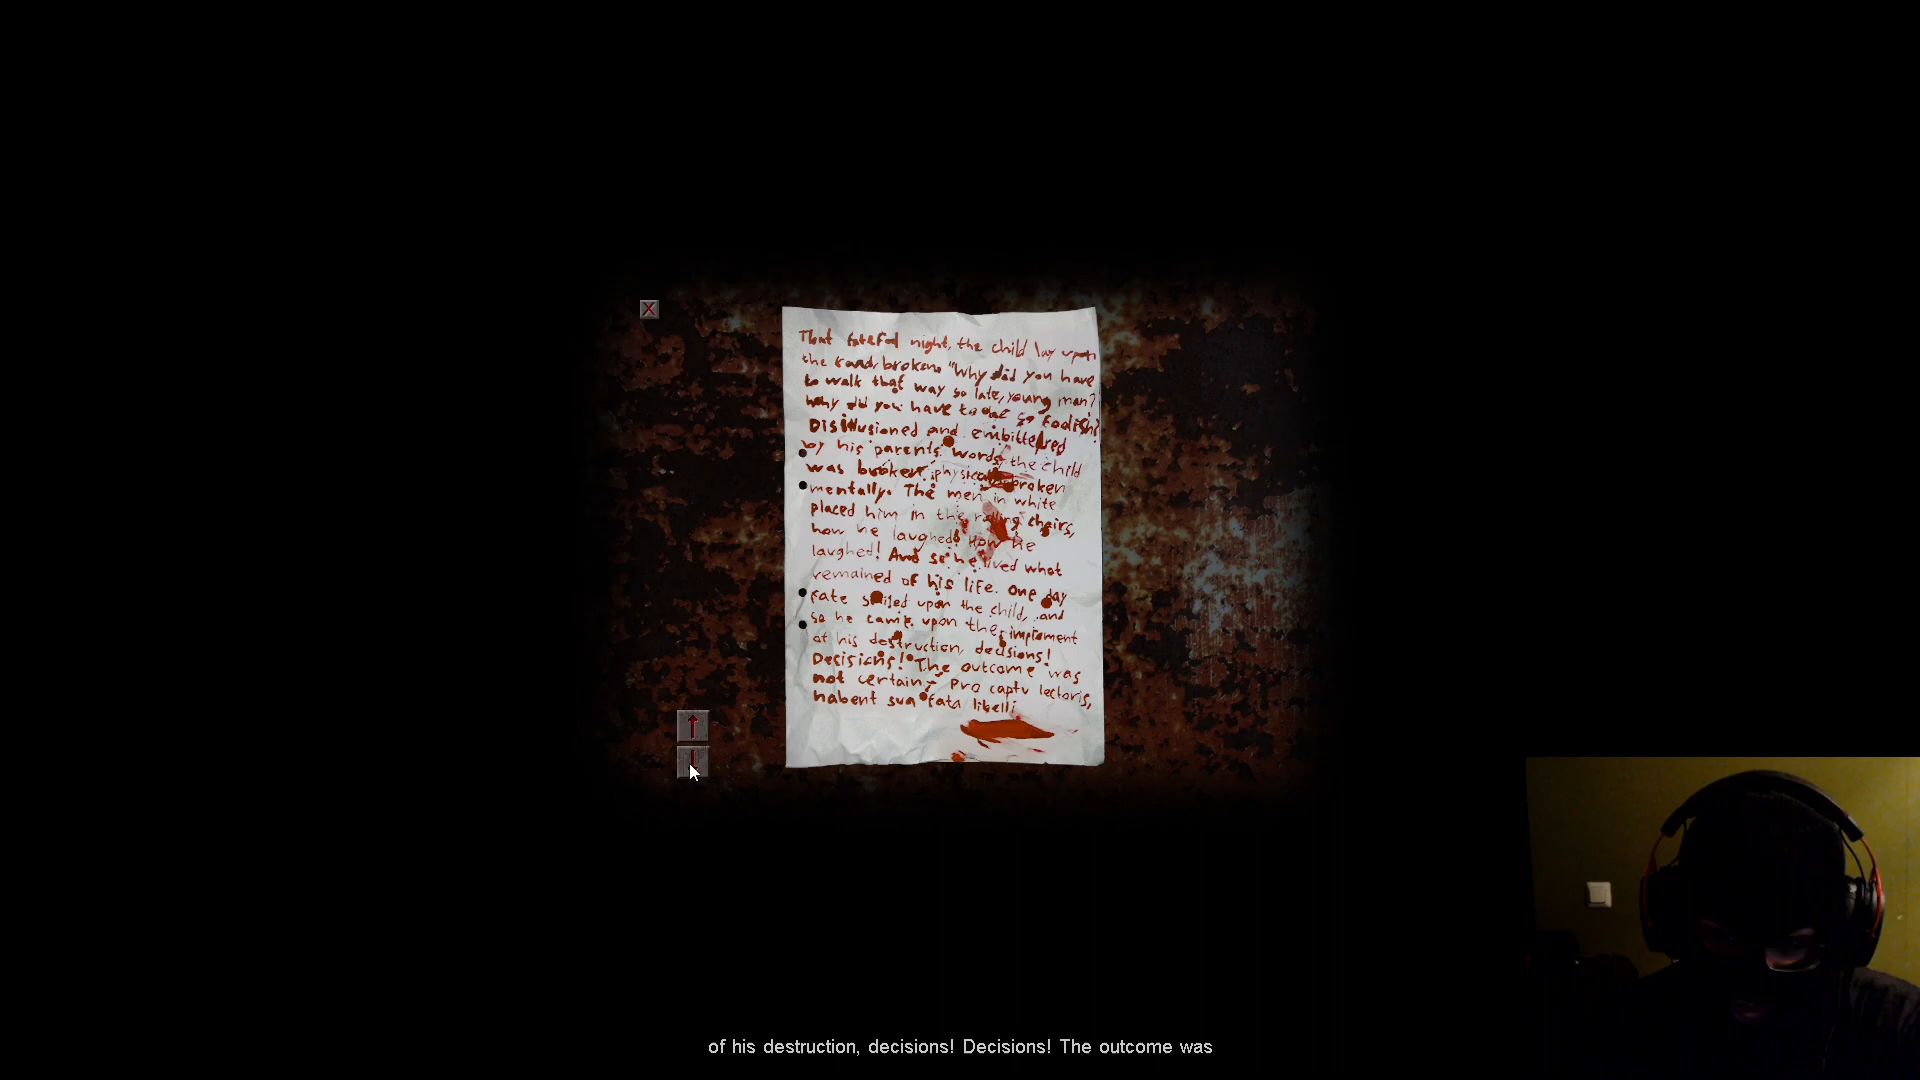 That fateful night, the child lay upon
the road, broken. "Why did you have
to walk that way so late, young man?
Why did you have to be so foolish?
Disillusioned and embittered
by his parents words, the child
was broken physically, broken
mentally. The men in white
placed him in the rolling chairs,
how he laughed! How he
laughed! And so he lived what
remained of his life. One day
fate smiled upon the child, and
so he came upon the implement
of his destruction, decisions!
Decisions! The outcome was
not certain - Pro captu lectoris,
habent sua fata libelli
of his destruction, decisions! Decisions! The outcome was